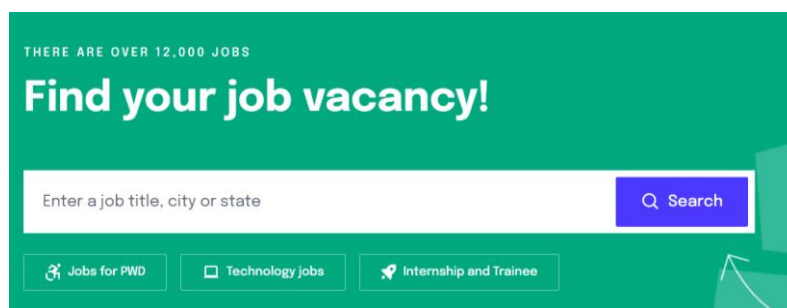 THERE ARE OVER 12,000 JOBS
Find your job vacancy!
Enter a job title, city or state
Search
Jobs for PWD
Technology jobs
Internship and Trainee